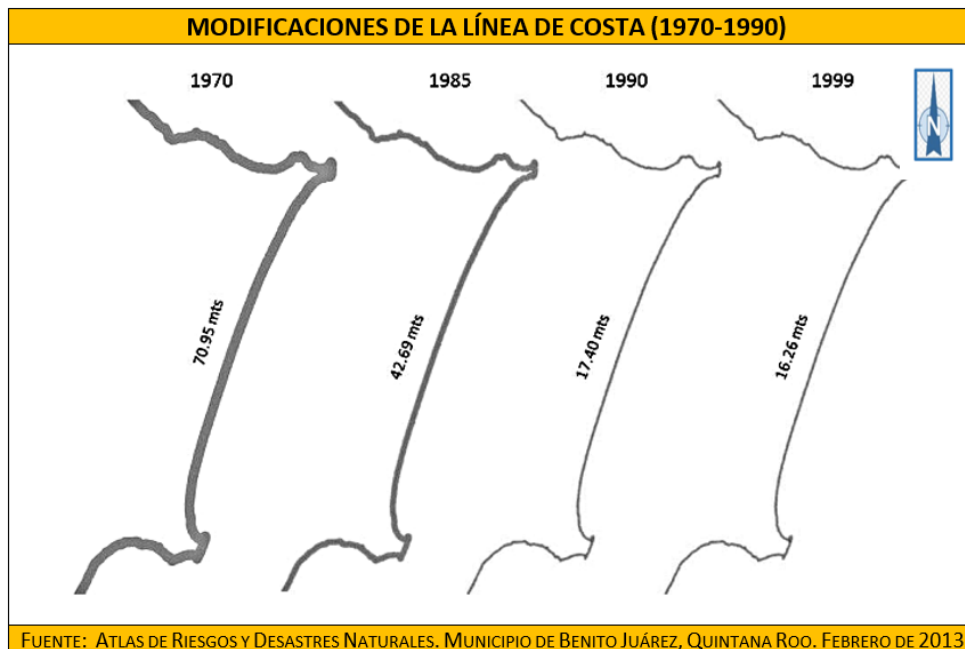 MODIFICACIONES DE LA LÍNEA DE COSTA (1970-1990)
1970 1985 1990 1999
N
70.95 mts
42.69 mts
17.40 mts
16.26 mts
FUENTE: ATLAS DE RIESGOS Y DESASTRES NATURALES. MUNICIPIO DE BENITO JUÁREZ, QUINTANA ROO. FEBRERO DE 2013